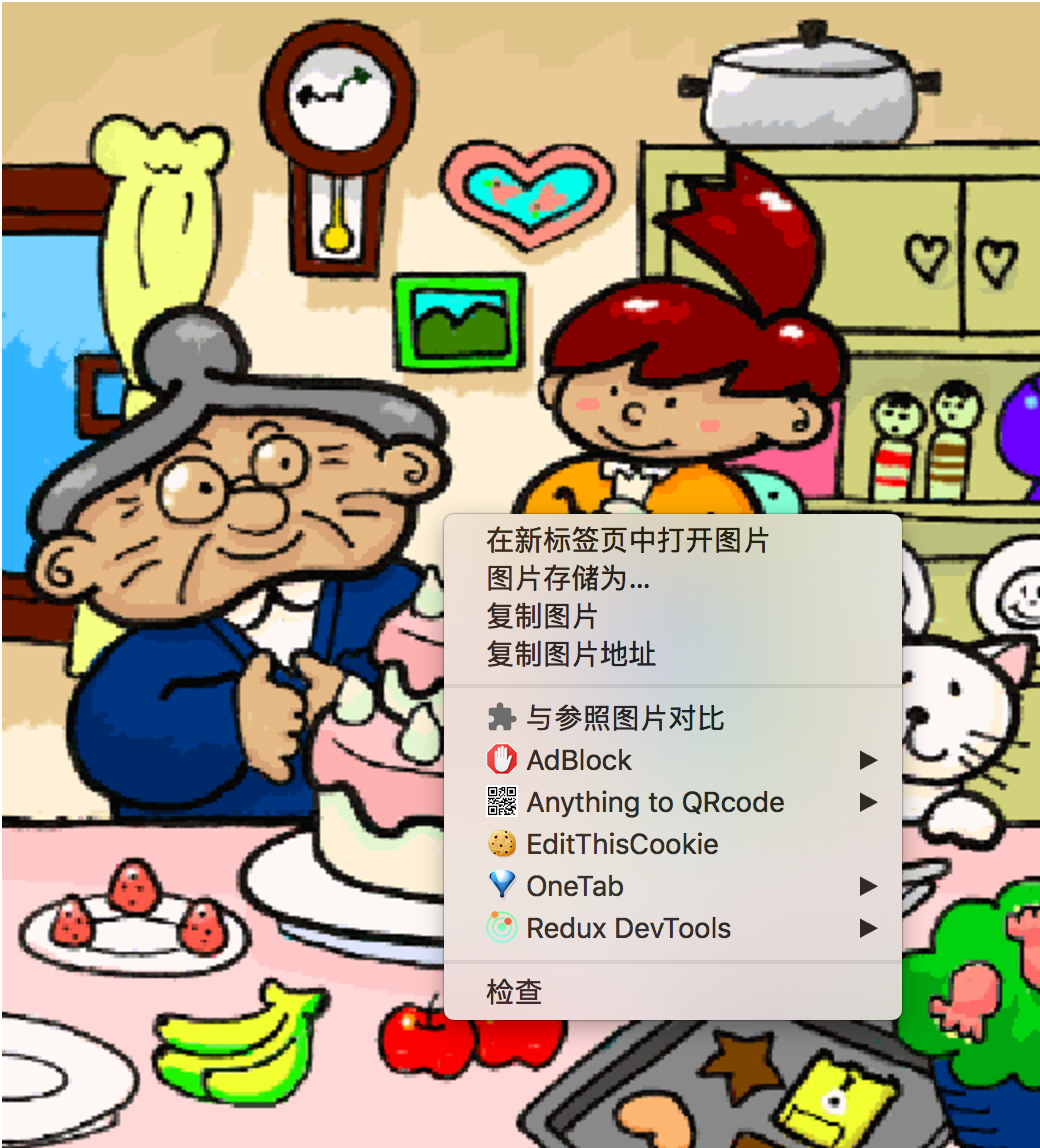 在新标签页中打开图片
图片存储为...
复制图片
复制图片地址
与参照图片对比
AdBlock
Anything to QRcode
EditThisCookie
OneTab
Redux DevTools
检查